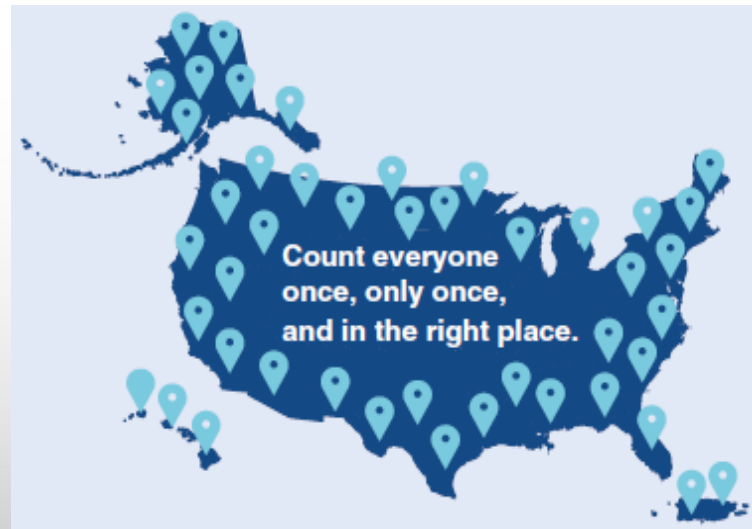 Count everyone
once, only once,
and in the right place.